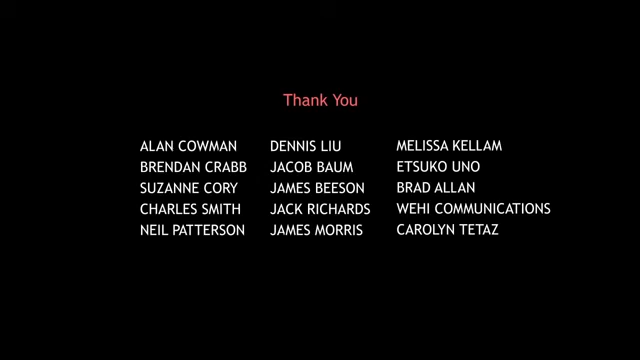 Thank You
ALAN COWMAN
BRENDAN CRABB
SUZANNE CORY
CHARLES SMITH
NEIL PATTERSON
DENNIS LIU
JACOB BAUM
JAMES BEESON
JACK RICHARDS
JAMES MORRIS
MELISSA KELLAM
ETSUKO UNO
BRAD ALLAN
WEHI COMMUNICATIONS
CAROLYN TETAZ